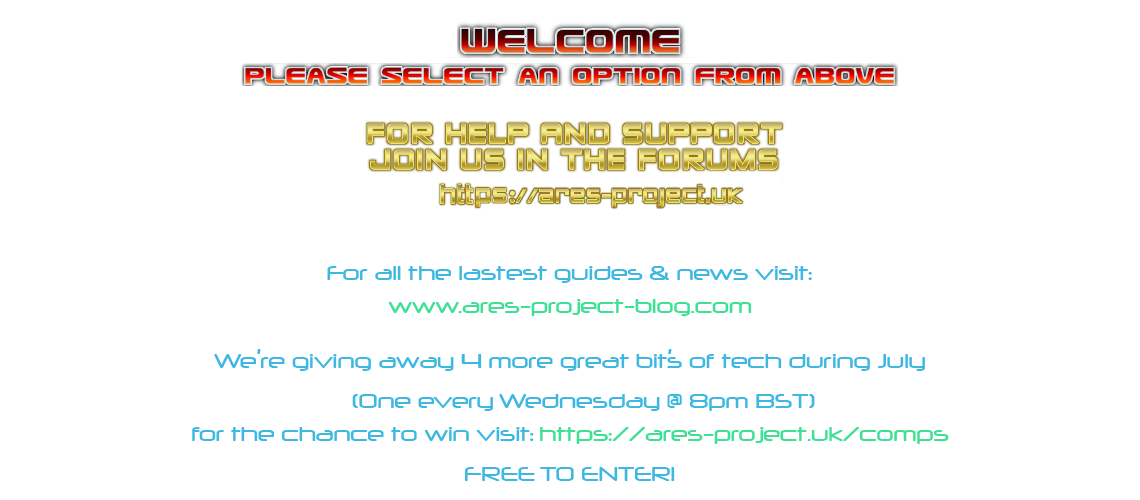 WELCOME
PLEASE SELECT AN OPTION FROM ABOVE
FOR HELP AND SUPPORT
JOIN US IN THE FORUMS
https://ares-project.uk
For all the lastest guides & news visit:
www.ares-project-blog.com
We're giving away 4 more great bit's of tech during July
(One every Wednesday @ 8pm BST)
for the chance to win visit: https://ares-project.uk/comps
FREE TO ENTER!